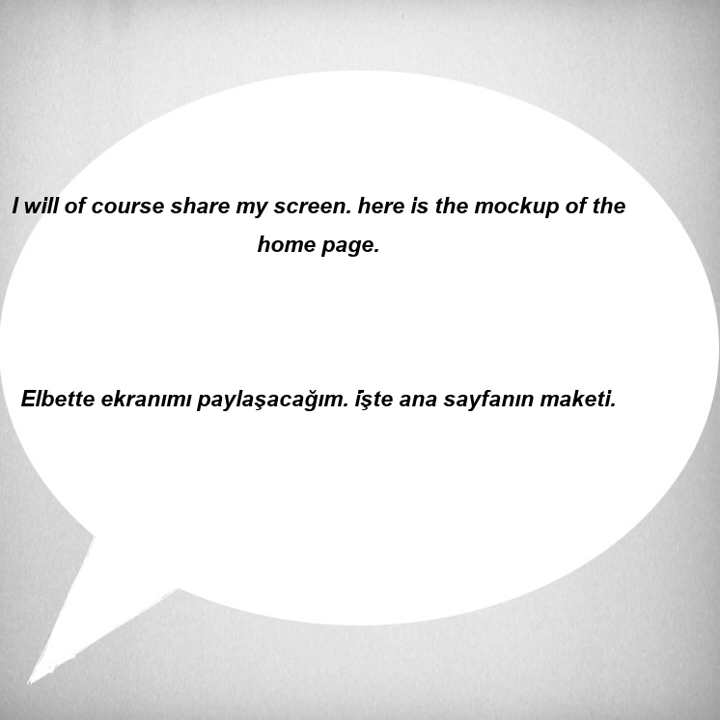 I will of course share my screen. here is the mockup of the
home page.
Elbette ekranımı paylaşacağım. i̇şte ana sayfanın maketi.